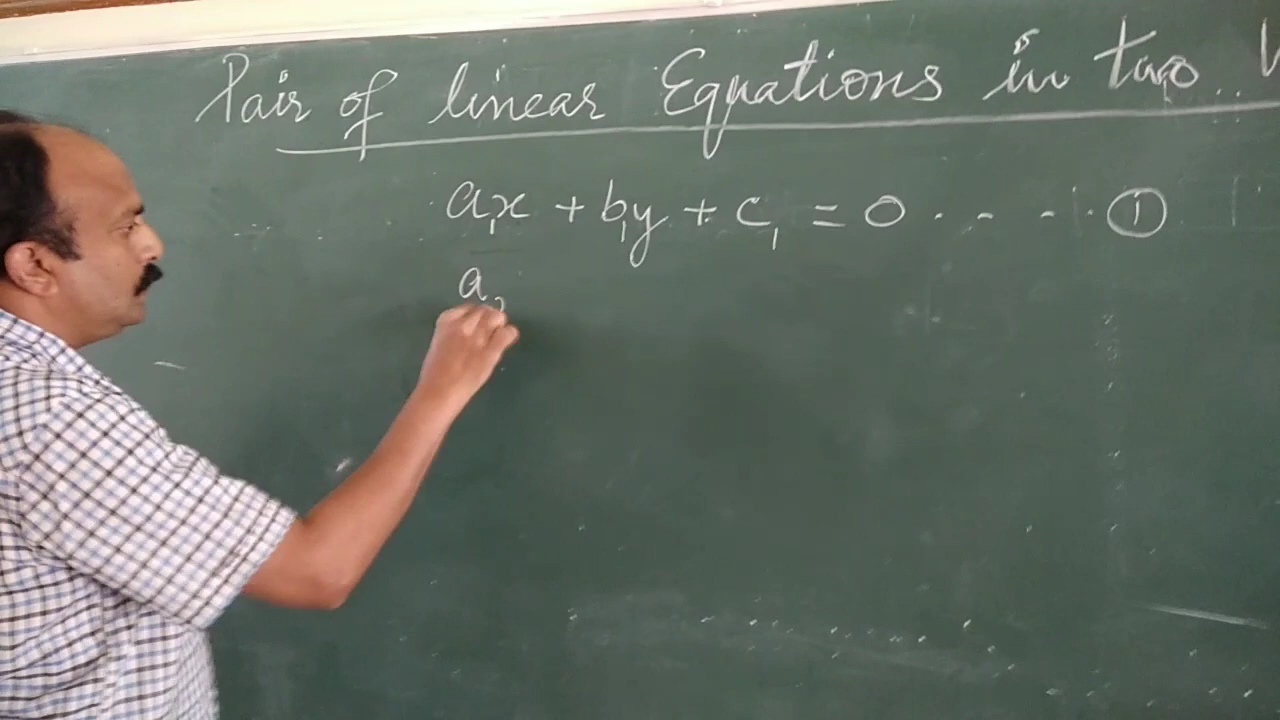 Pair of linear Equations in two
a₁x + b₁y + c₁ = 0 . - - . . ①
a₂